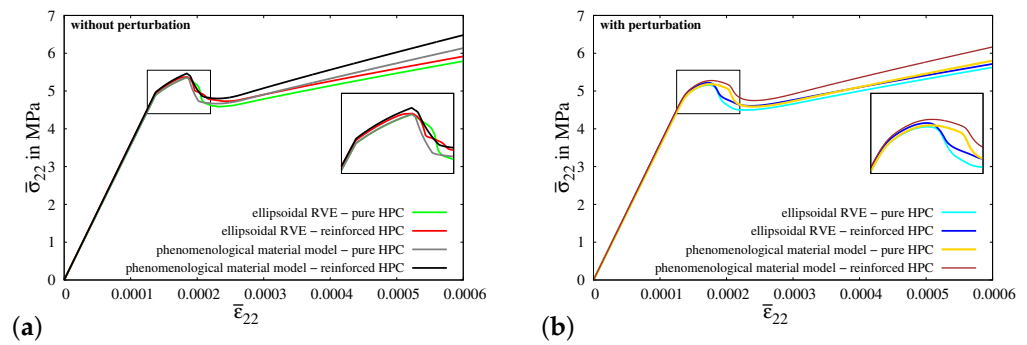 7
6
5
4
3
2
1
0
σ̅22 in MPa
without perturbation
ellipsoidal RVE – pure HPC
ellipsoidal RVE – reinforced HPC
phenomenological material model – pure HPC
phenomenological material model – reinforced HPC
0 0.0001 0.0002 0.0003 0.0004 0.0005 0.0006
ε̅22
(a)
7
6
5
4
3
2
1
0
σ̅22 in MPa
with perturbation
ellipsoidal RVE – pure HPC
ellipsoidal RVE – reinforced HPC
phenomenological material model – pure HPC
phenomenological material model – reinforced HPC
0 0.0001 0.0002 0.0003 0.0004 0.0005 0.0006
ε̅22
(b)